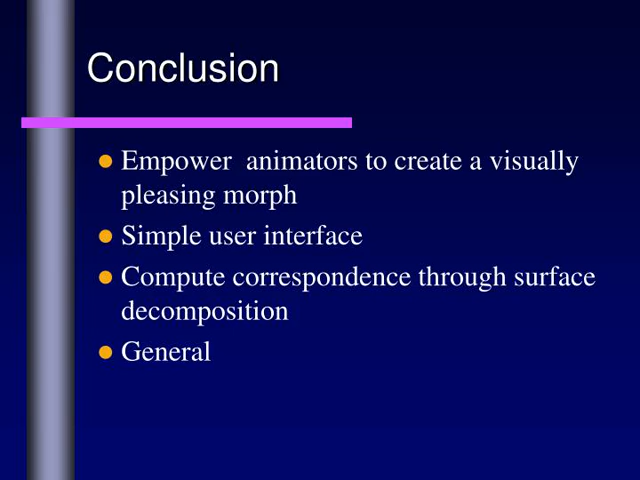 Conclusion
Empower  animators to create a visually
pleasing morph
Simple user interface
Compute correspondence through surface
decomposition
General